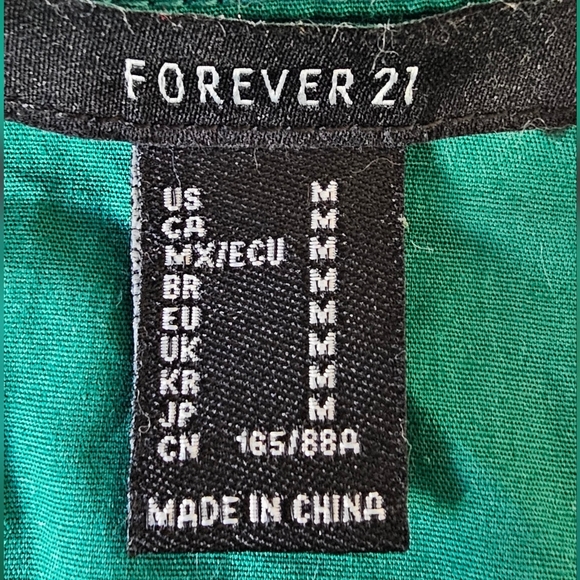 FOREVER 21
US M
CA M
MX/ECU M
BR M
EU M
UK M
KR M
JP M
CN 165/88A
MADE IN CHINA